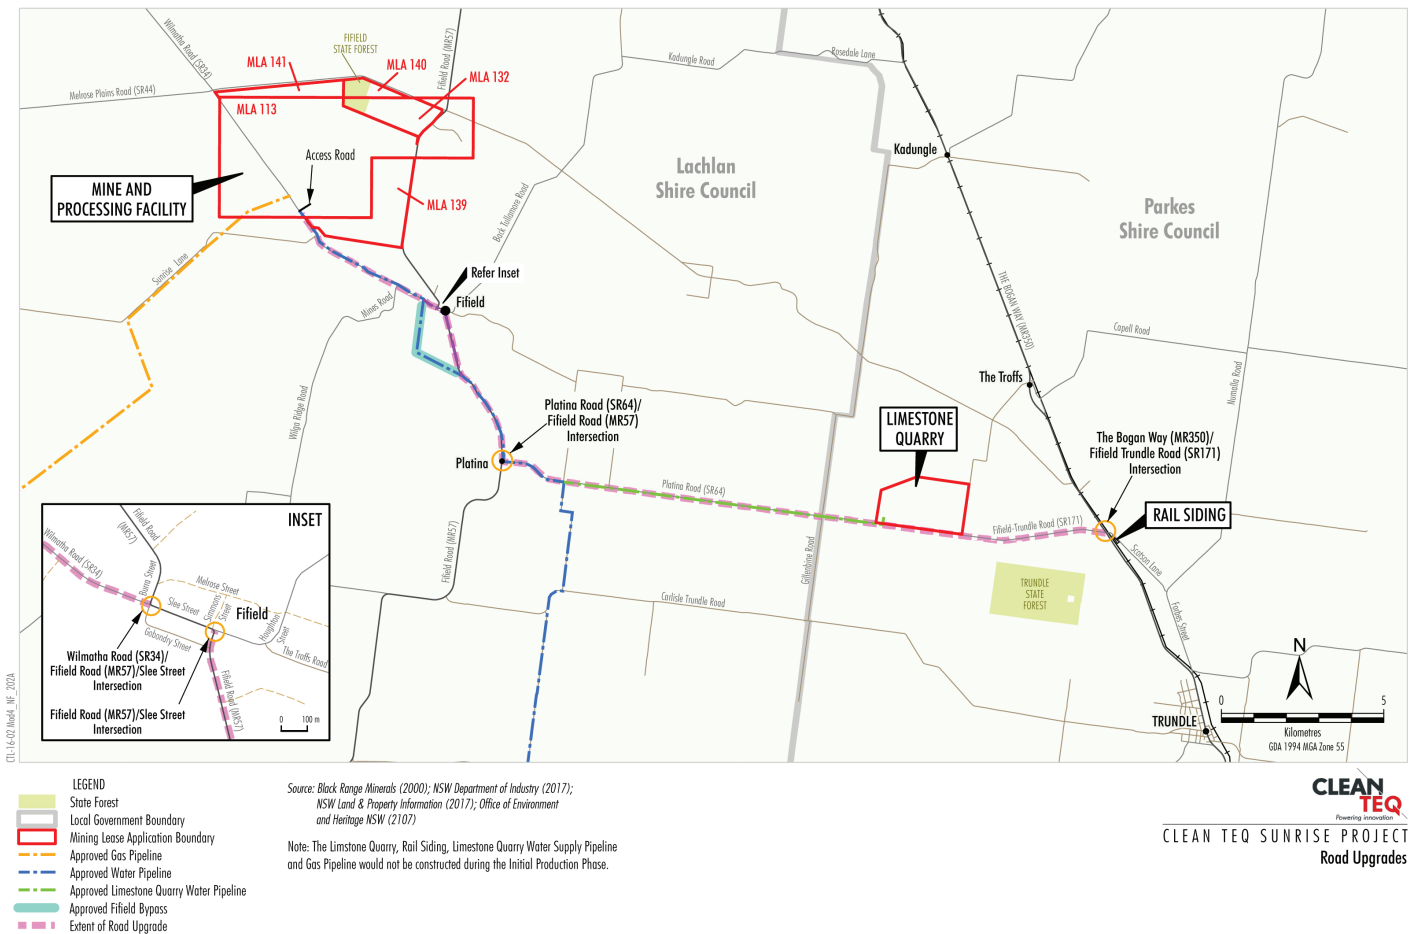 Wilmatha Road (SR34)
FIFIELD
STATE FOREST
Fifield Road (MR57)
MLA 141
MLA 140
MLA 132
Melrose Plains Road (SR44)
MLA 113
Kadungle Road
Rosedale Lane
Access Road
MINE AND
PROCESSING FACILITY
MLA 139
Lachlan
Shire Council
Kadungle
Parkes
Shire Council
Back Tullamore Road
Sunrise Lane
Refer Inset
Fifield
Mines Road
THE BOGAN WAY (MR350)
Capell Road
The Troffs
Numalla Road
Wilga Ridge Road
Platina Road (SR64)/
Fifield Road (MR57)
Intersection
LIMESTONE
QUARRY
The Bogan Way (MR350)/
Fifield Trundle Road (SR171)
Intersection
Platina
Platina Road (SR64)
RAIL SIDING
Fifield-Trundle Road (SR171)
Fifield Road (MR57)
Gillenbine Road
Scotson Lane
TRUNDLE
STATE
FOREST
Carlisle Trundle Road
Forbes Street
INSET
Fifield Road
(MR57)
Wilmatha Road (SR34)
Burra Street
Melrose Street
Slee Street
Simmons
Street
Fifield
Gobondry Street
Houghton
Street
The Troffs Road
Wilmatha Road (SR34)/
Fifield Road (MR57)/Slee Street
Intersection
Fifield Road (MR57)
Fifield Road (MR57)/Slee Street
Intersection
0 100 m
N
0 5
Kilometres
GDA 1994 MGA Zone 55
TRUNDLE
CTL-16-02 Mod4_NF_202A
LEGEND
State Forest
Local Government Boundary
Mining Lease Application Boundary
Approved Gas Pipeline
Approved Water Pipeline
Approved Limestone Quarry Water Pipeline
Approved Fifield Bypass
Extent of Road Upgrade
Source: Black Range Minerals (2000); NSW Department of Industry (2017);
NSW Land & Property Information (2017); Office of Environment
and Heritage NSW (2107)
Note: The Limstone Quarry, Rail Siding, Limestone Quarry Water Supply Pipeline
and Gas Pipeline would not be constructed during the Initial Production Phase.
CLEAN
TEQ
Powering innovation
CLEAN TEQ SUNRISE PROJECT
Road Upgrades